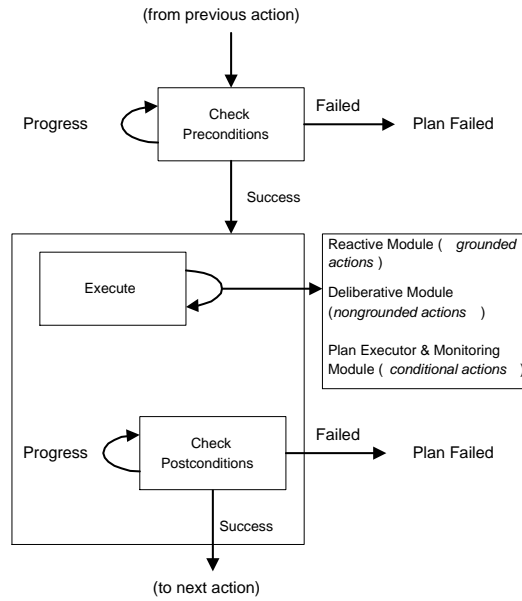 (from previous action)
Progress
Check
Preconditions
Failed
Plan Failed
Success
Execute
Reactive Module ( grounded
actions )
Deliberative Module
(nongrounded actions )
Plan Executor & Monitoring
Module ( conditional actions )
Progress
Check
Postconditions
Failed
Plan Failed
Success
(to next action)